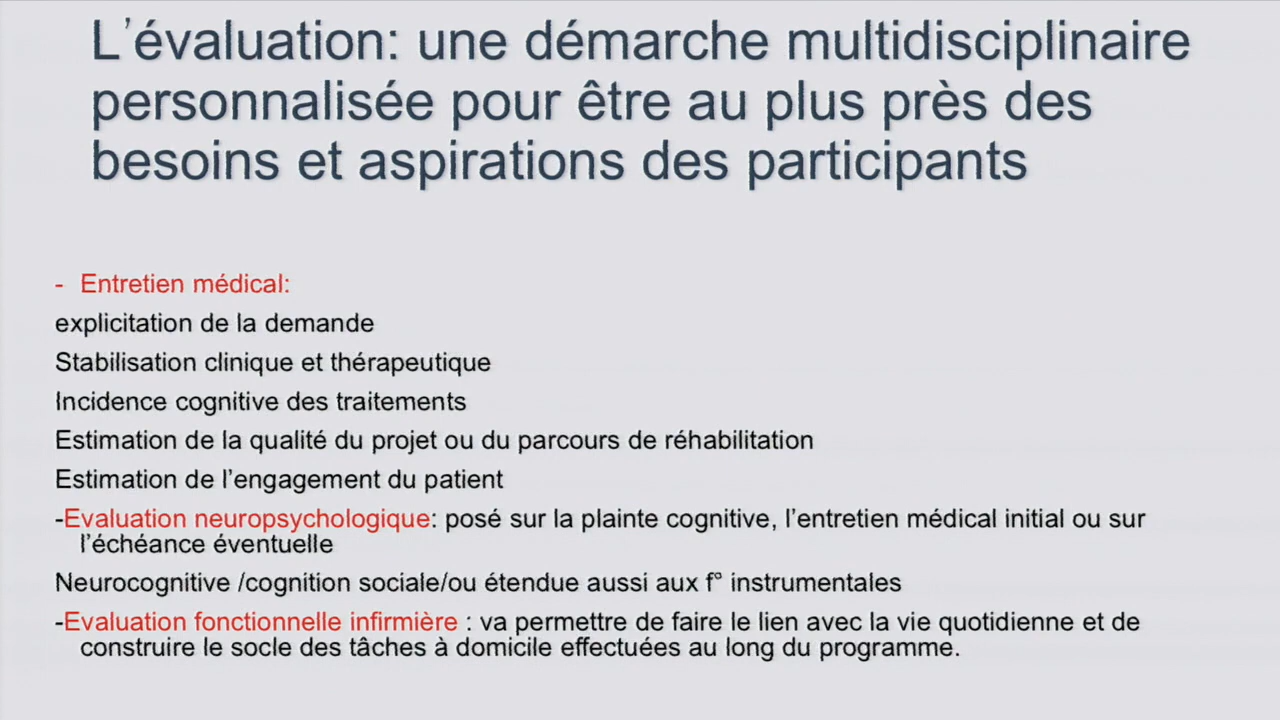 L’évaluation: une démarche multidisciplinaire
personnalisée pour être au plus près des
besoins et aspirations des participants
- Entretien médical:
explicitation de la demande
Stabilisation clinique et thérapeutique
Incidence cognitive des traitements
Estimation de la qualité du projet ou du parcours de réhabilitation
Estimation de l’engagement du patient
-Evaluation neuropsychologique: posé sur la plainte cognitive, l’entretien médical initial ou sur
l’échéance éventuelle
Neurocognitive /cognition sociale/ou étendue aussi aux f° instrumentales
-Evaluation fonctionnelle infirmière : va permettre de faire le lien avec la vie quotidienne et de
construire le socle des tâches à domicile effectuées au long du programme.